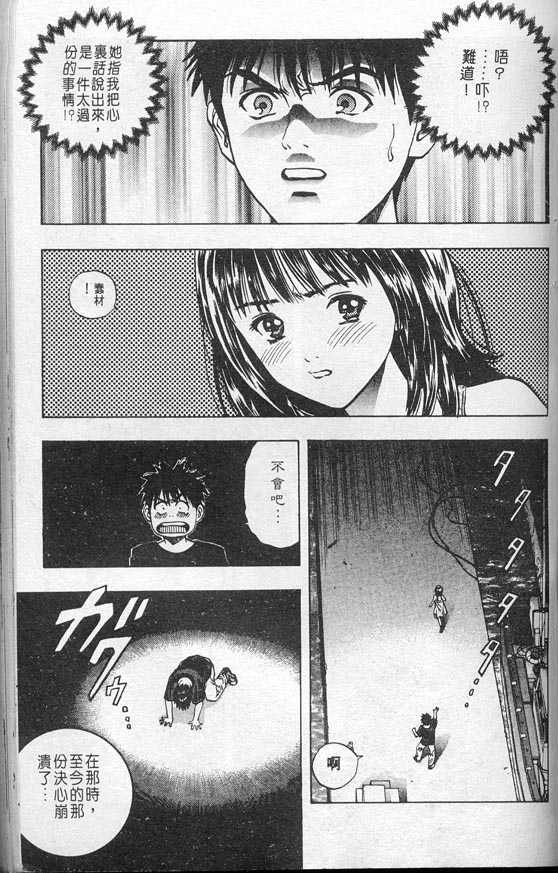 唔？
……吓!?
難道！
她指我把心
裏話說出來，
是一件太過
份的事情!?
蠢材
！
タタタタ…
啊
不會吧…
ガクゥ…
在那時，
至今的那
份決心崩
潰了…